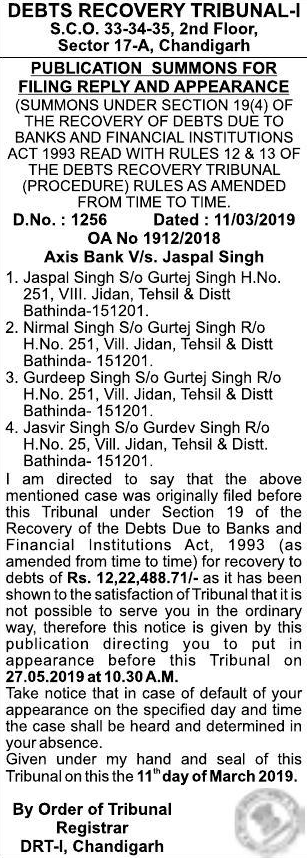 DEBTS RECOVERY TRIBUNAL-I
S.C.O. 33-34-35, 2nd Floor,
Sector 17-A, Chandigarh
PUBLICATION SUMMONS FOR
FILING REPLY AND APPEARANCE
(SUMMONS UNDER SECTION 19(4) OF
THE RECOVERY OF DEBTS DUE TO
BANKS AND FINANCIAL INSTITUTIONS
ACT 1993 READ WITH RULES 12 & 13 OF
THE DEBTS RECOVERY TRIBUNAL
(PROCEDURE) RULES AS AMENDED
FROM TIME TO TIME.
D.No. : 1256 Dated : 11/03/2019
OA No 1912/2018
Axis Bank V/s. Jaspal Singh
1. Jaspal Singh S/o Gurtej Singh H.No.
251, VIII. Jidan, Tehsil & Distt
Bathinda-151201.
2. Nirmal Singh S/o Gurtej Singh R/o
H.No. 251, Vill. Jidan, Tehsil & Distt
Bathinda- 151201.
3. Gurdeep Singh S/o Gurtej Singh R/o
H.No. 251, Vill. Jidan, Tehsil & Distt
Bathinda- 151201.
4. Jasvir Singh S/o Gurdev Singh R/o
H.No. 25, Vill. Jidan, Tehsil & Distt.
Bathinda- 151201.
I am directed to say that the above
mentioned case was originally filed before
this Tribunal under Section 19 of the
Recovery of the Debts Due to Banks and
Financial Institutions Act, 1993 (as
amended from time to time) for recovery to
debts of Rs. 12,22,488.71/- as it has been
shown to the satisfaction of Tribunal that it is
not possible to serve you in the ordinary
way, therefore this notice is given by this
publication directing you to put in
appearance before this Tribunal on
27.05.2019 at 10.30 A.M.
Take notice that in case of default of your
appearance on the specified day and time
the case shall be heard and determined in
your absence.
Given under my hand and seal of this
Tribunal on this the 11th day of March 2019.
By Order of Tribunal
Registrar
DRT-I, Chandigarh